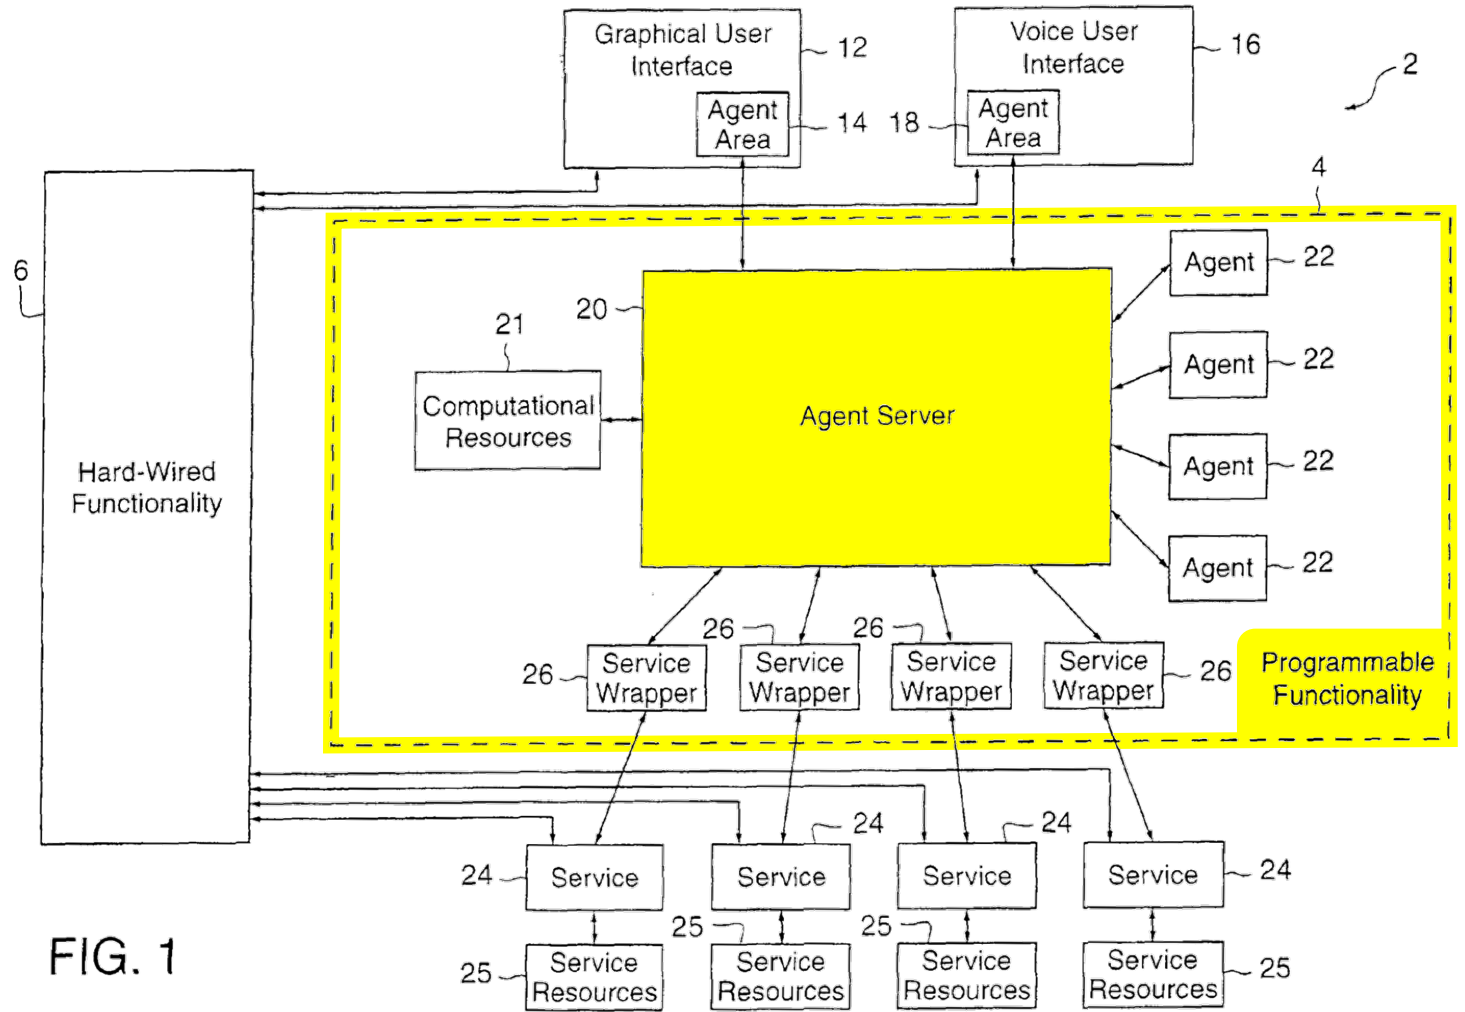 Graphical User
Interface
12
Agent
Area
14
Voice User
Interface
16
18
Agent
Area
2
4
6
Hard-Wired
Functionality
20
21
Computational
Resources
Agent Server
Agent
22
Agent
22
Agent
22
Agent
22
26
Service
Wrapper
26
Service
Wrapper
26
Service
Wrapper
Service
Wrapper
26
Programmable
Functionality
24
Service
24
Service
24
Service
Service
24
25
Service
Resources
25
Service
Resources
25
Service
Resources
Service
Resources
25
FIG. 1